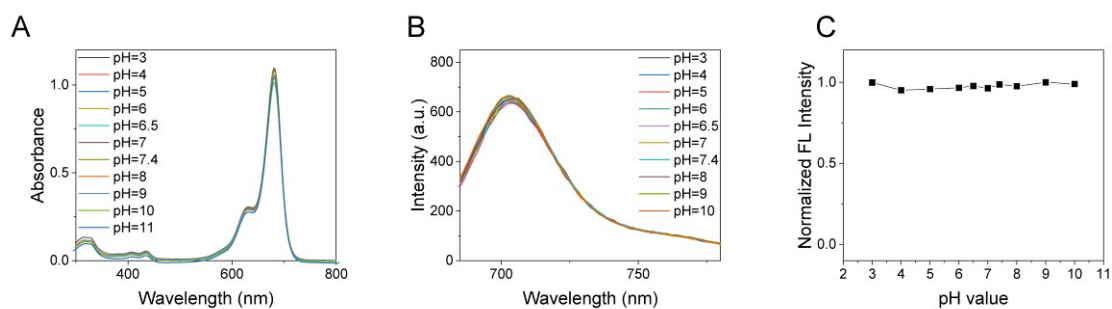 A
Absorbance
1.0
0.5
0.0
pH=3
pH=4
pH=5
pH=6
pH=6.5
pH=7
pH=7.4
pH=8
pH=9
pH=10
pH=11
400
600
800
Wavelength (nm)
B
Intensity (a.u.)
800
600
400
200
0
pH=3
pH=4
pH=5
pH=6
pH=6.5
pH=7
pH=7.4
pH=8
pH=9
pH=10
700
750
Wavelength (nm)
C
Normalized FL Intensity
1.0
0.5
0.0
2
3
4
5
6
7
8
9
10
11
pH value